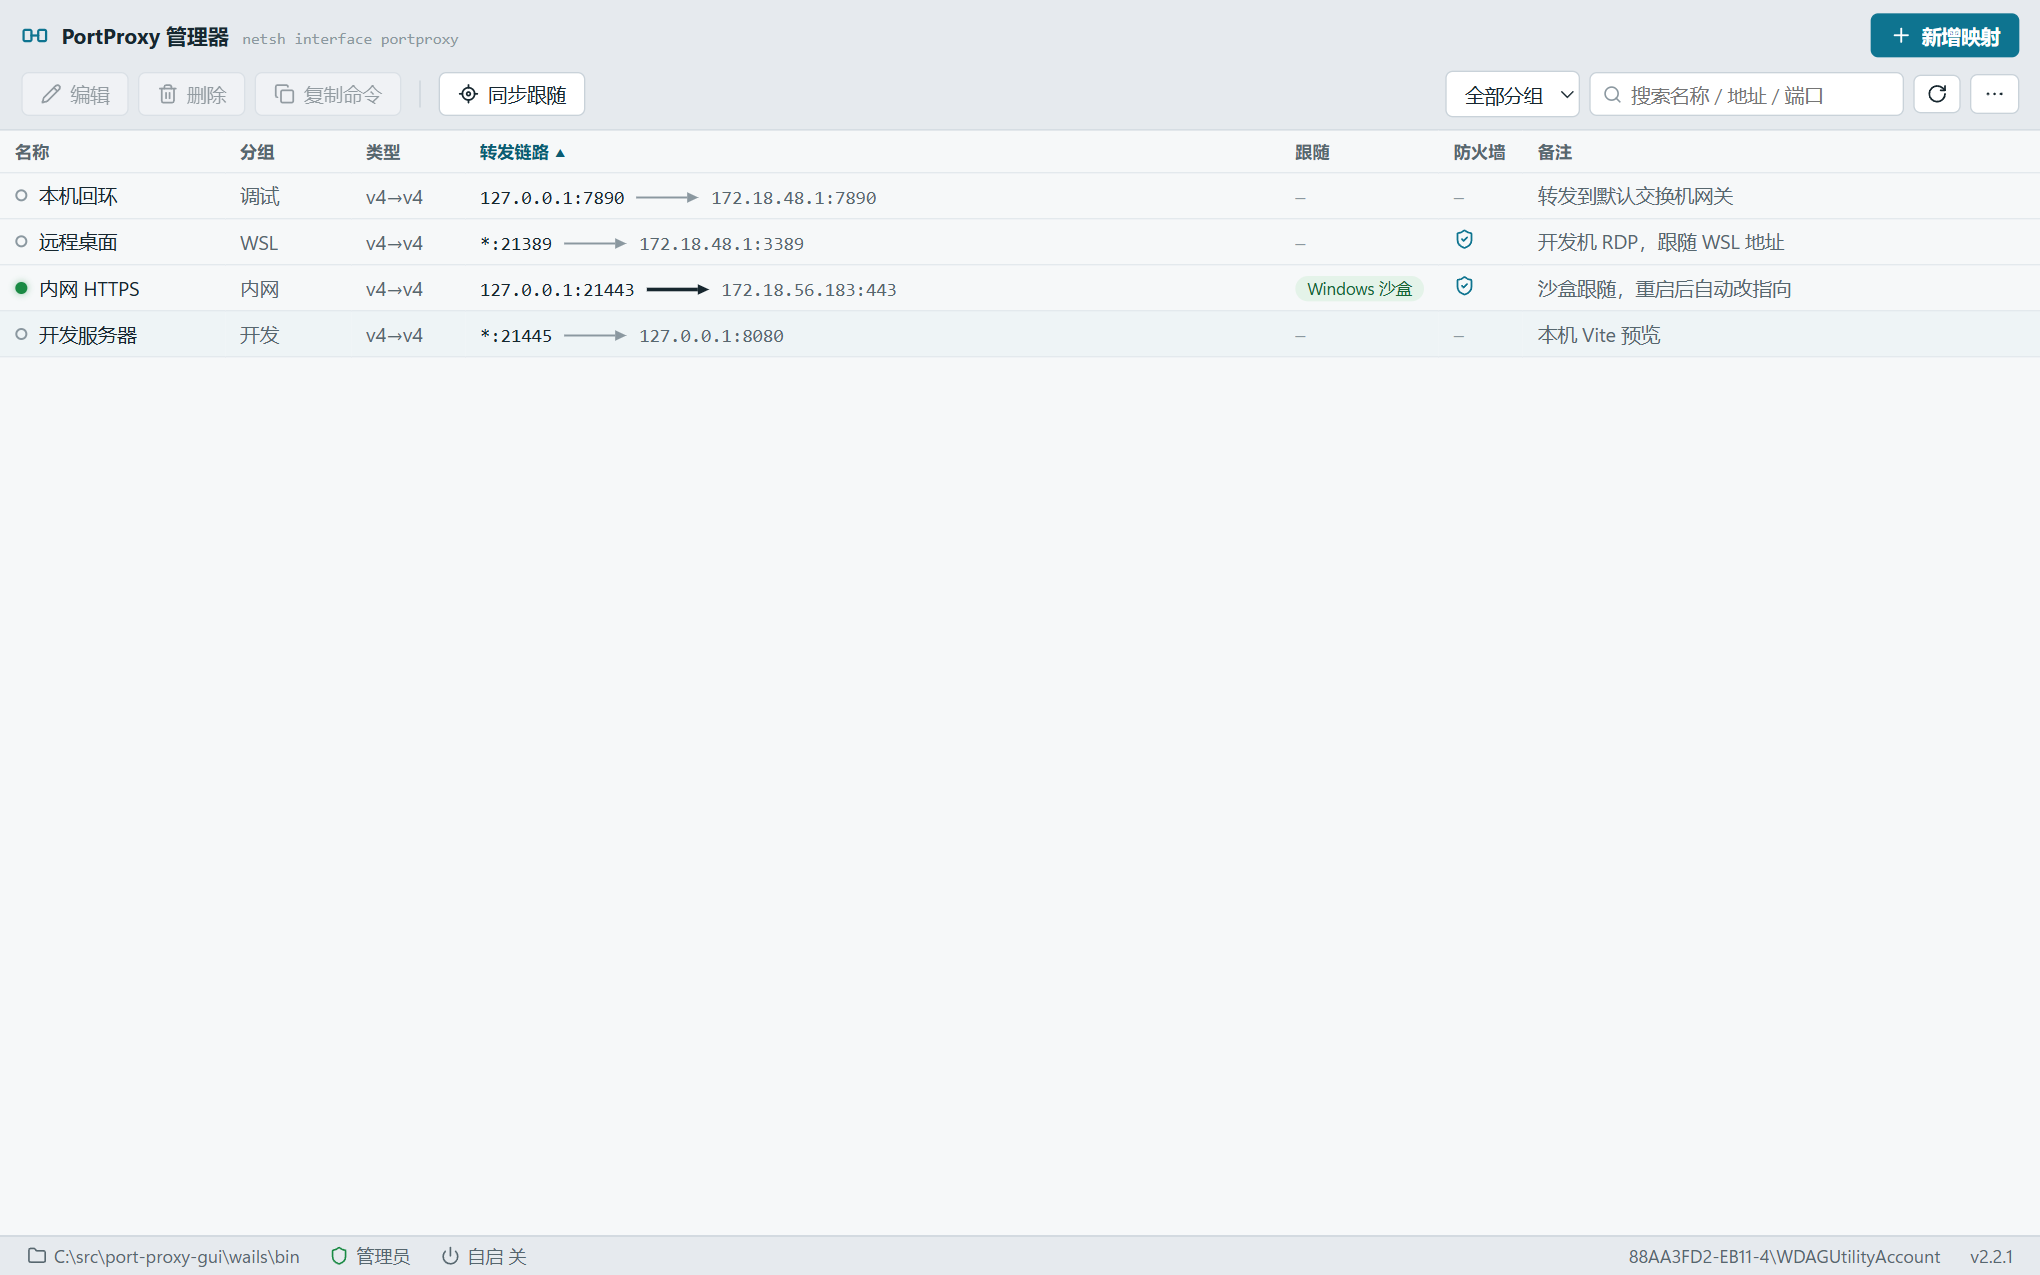 PortProxy 管理器 netsh interface portproxy
新增映射
编辑 删除 复制命令 同步跟随 全部分组 搜索名称 / 地址 / 端口 ···
名称 分组 类型 转发链路 ▲ 跟随 防火墙 备注
本机回环 调试 v4→v4 127.0.0.1:7890 172.18.48.1:7890 – – 转发到默认交换机网关
远程桌面 WSL v4→v4 *:21389 172.18.48.1:3389 – 开发机 RDP，跟随 WSL 地址
内网 HTTPS 内网 v4→v4 127.0.0.1:21443 172.18.56.183:443 Windows 沙盒 沙盒跟随，重启后自动改指向
开发服务器 开发 v4→v4 *:21445 127.0.0.1:8080 – – 本机 Vite 预览
C:\src\port-proxy-gui\wails\bin 管理员 自启 关 88AA3FD2-EB11-4\WDAGUtilityAccount v2.2.1